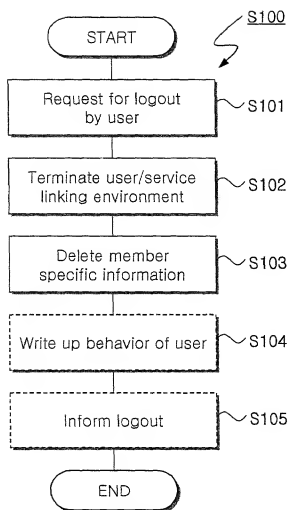 S100
START
Request for logout
by user
S101
Terminate user/service
linking environment
S102
Delete member
specific information
S103
Write up behavior of user
S104
Inform logout
S105
END